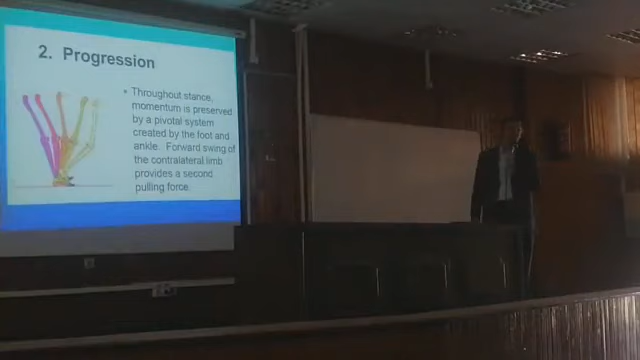 2. Progression
• Throughout stance,
momentum is preserved
by a pivotal system
created by the foot and
ankle. Forward swing of
the contralateral limb
provides a second
pulling force.